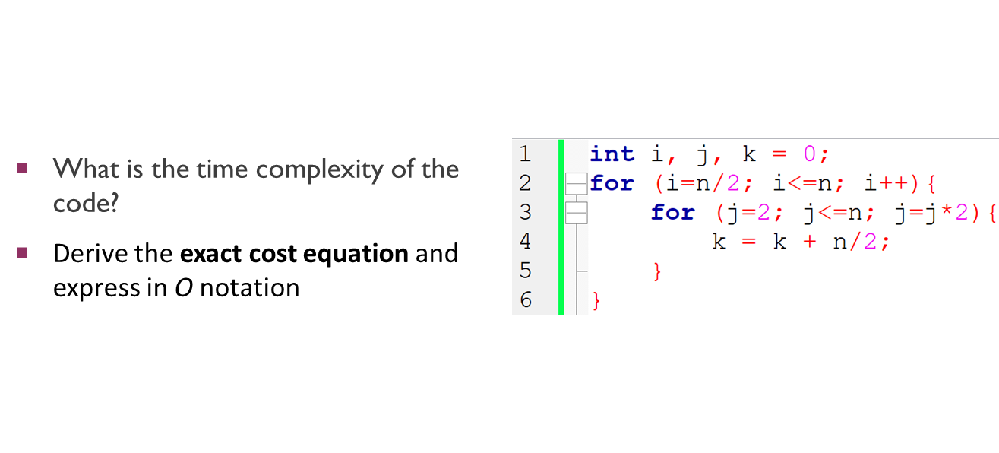 ▪ What is the time complexity of the
code?
▪ Derive the exact cost equation and
express in O notation
1 int i, j, k = 0;
2 for (i=n/2; i<=n; i++){
3 for (j=2; j<=n; j=j*2){
4 k = k + n/2;
5 }
6 }